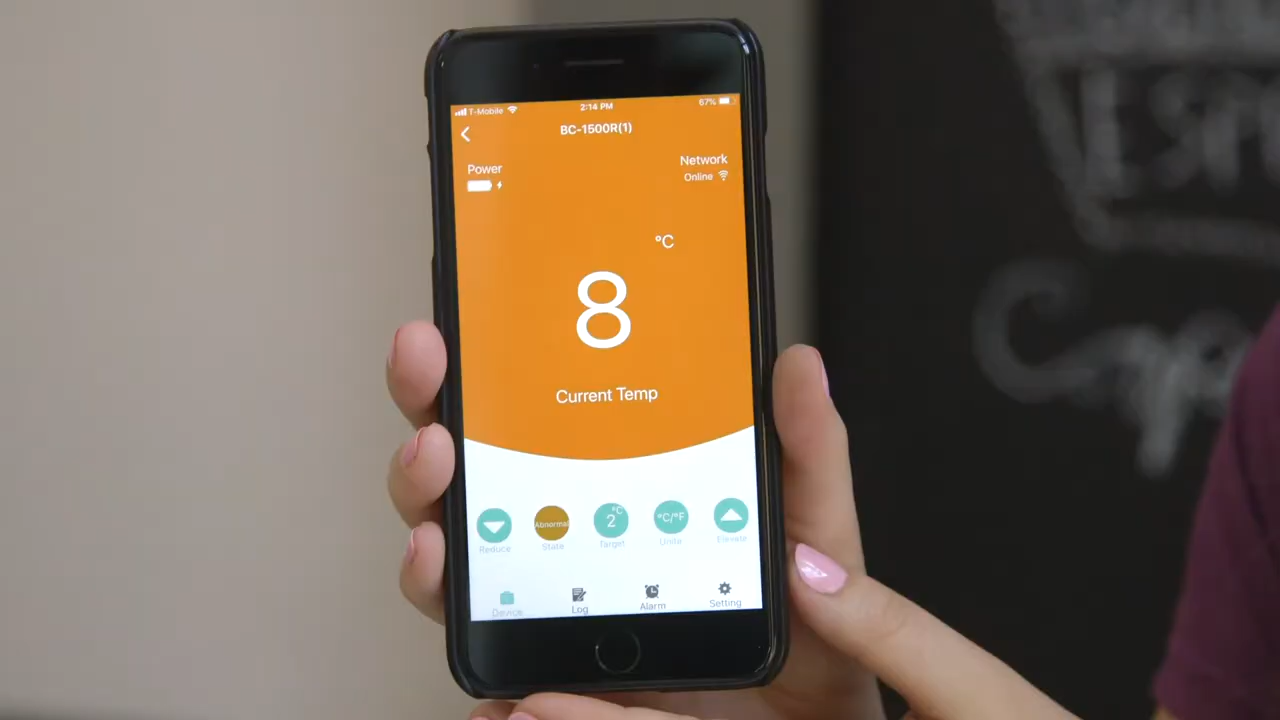 T-Mobile 2:14 PM 67%
BC-1500R(1)
Power Network
Online
°C
8
Current Temp
Abnormal 2°C °C/°F
Reduce State Target Units Elevate
Device Log Alarm Setting